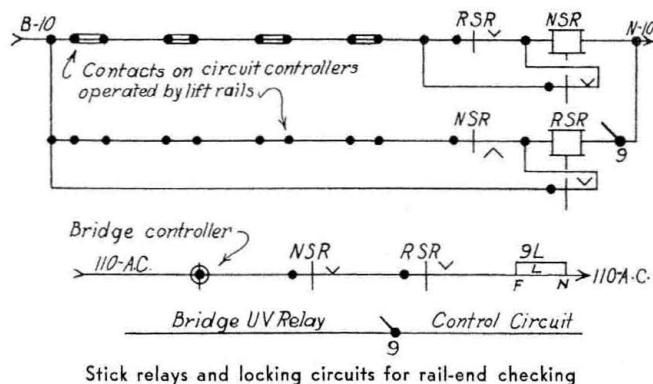 B-10 RSR NSR N-10
Contacts on circuit controllers
operated by lift rails
NSR RSR
9
Bridge controller
NSR RSR 9L
110-A.C. L 110-A.C.
F N
Bridge UV Relay Control Circuit
9
Stick relays and locking circuits for rail-end checking